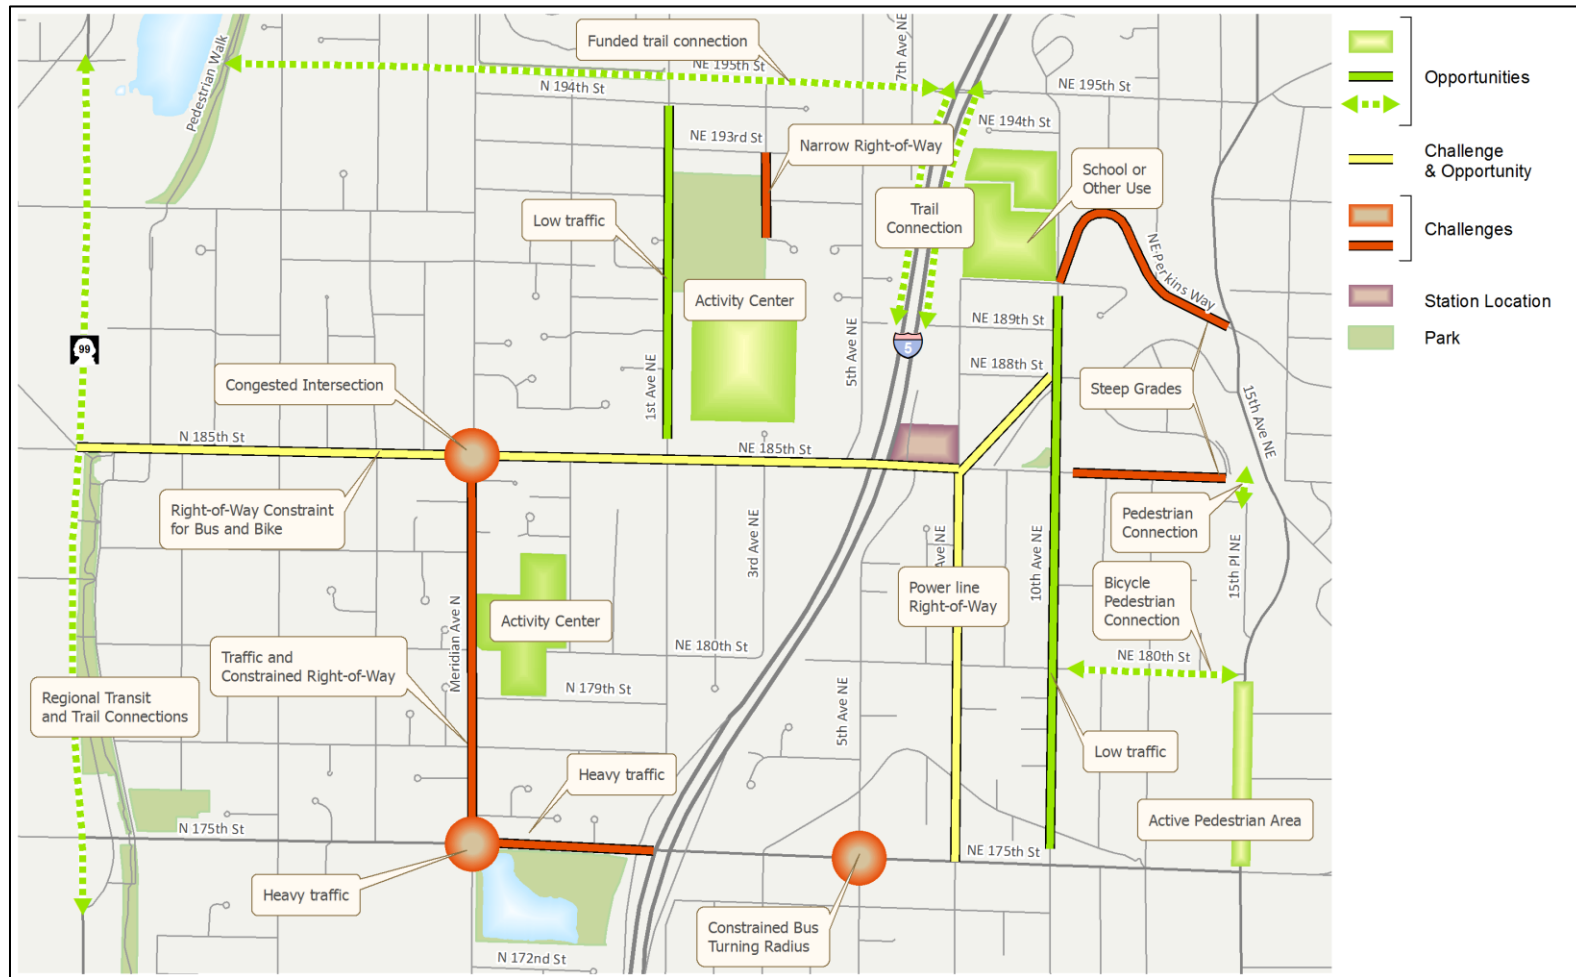 Funded trail connection
NE 195th St
7th Ave NE
N 194th St
NE 195th St
Pedestrian Walk
NE 194th St
NE 193rd St
Narrow Right-of-Way
School or
Other Use
Low traffic
Trail
Connection
NE Perkins Way
Activity Center
NE 189th St
99
5
1st Ave NE
5th Ave NE
NE 188th St
Congested Intersection
Steep Grades
15th Ave NE
N 185th St
NE 185th St
Right-of-Way Constraint
for Bus and Bike
Pedestrian
Connection
3rd Ave NE
Ave NE
10th Ave NE
15th Pl NE
Power line
Right-of-Way
Bicycle
Pedestrian
Connection
Activity Center
Meridian Ave N
NE 180th St
NE 180th St
Traffic and
Constrained Right-of-Way
N 179th St
Regional Transit
and Trail Connections
5th Ave NE
Low traffic
Heavy traffic
N 175th St
Active Pedestrian Area
NE 175th St
Heavy traffic
Constrained Bus
Turning Radius
N 172nd St
Opportunities
Challenge
& Opportunity
Challenges
Station Location
Park